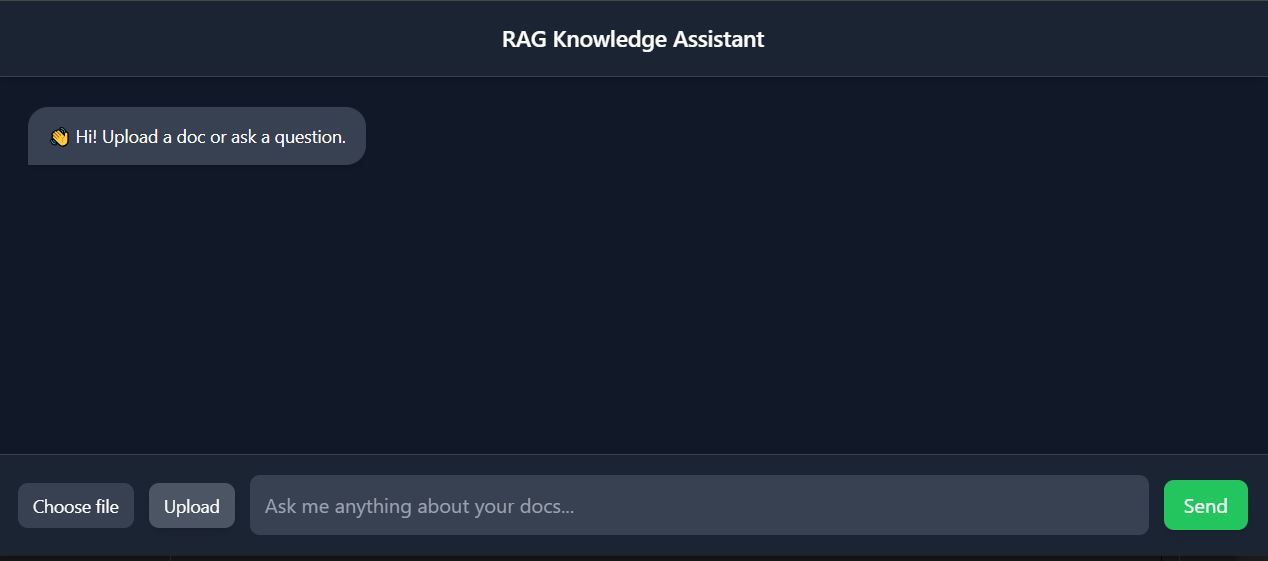 RAG Knowledge Assistant
👋 Hi! Upload a doc or ask a question.
Choose file
Upload
Ask me anything about your docs...
Send